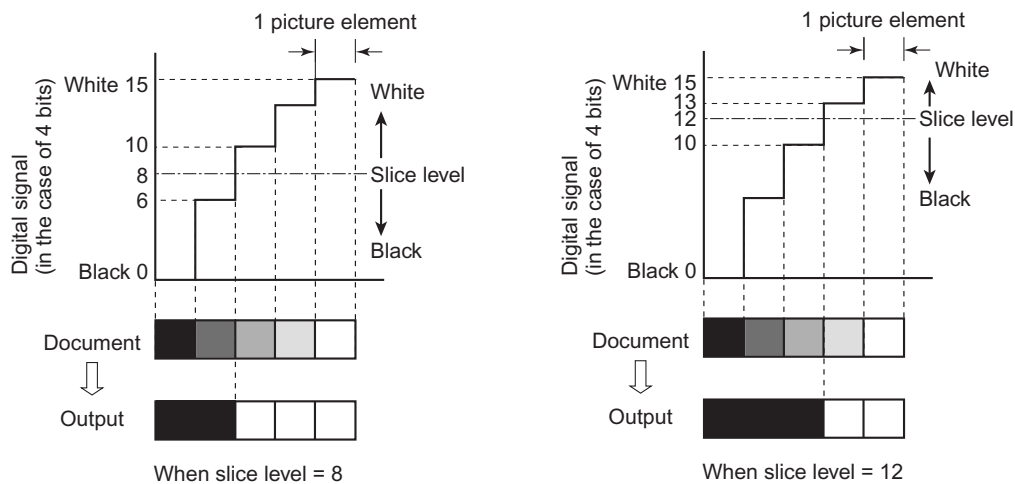 1 picture element
Digital signal
(in the case of 4 bits)
White 15
10
8
6
Black 0
White
Slice level
Black
Document
Output
When slice level = 8
1 picture element
Digital signal
(in the case of 4 bits)
White 15
13
12
10
Black 0
White
Slice level
Black
Document
Output
When slice level = 12